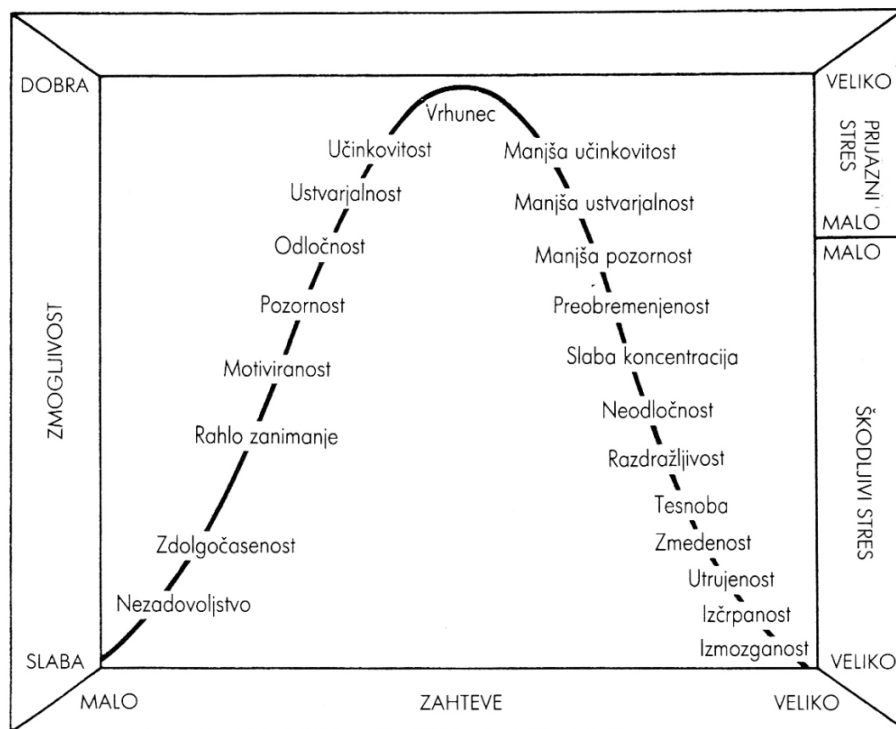 DOBRA
VELIKO
Vrhunec
PRIJAZNI
STRES
Učinkovitost
Manjša učinkovitost
Ustvarjalnost
Manjša ustvarjalnost
MALO
Odločnost
Manjša pozornost
MALO
Pozornost
Preobremenjenost
ZMOGLJIVOST
Motiviranost
Slaba koncentracija
Rahlo zanimanje
Neodločnost
ŠKODLJIVI STRES
Razdražljivost
Tesnoba
Zdolgočasenost
Zmedenost
Utrujenost
Nezadovoljstvo
Izčrpanost
Izmozganost
SLABA
VELIKO
MALO
ZAHTEVE
VELIKO